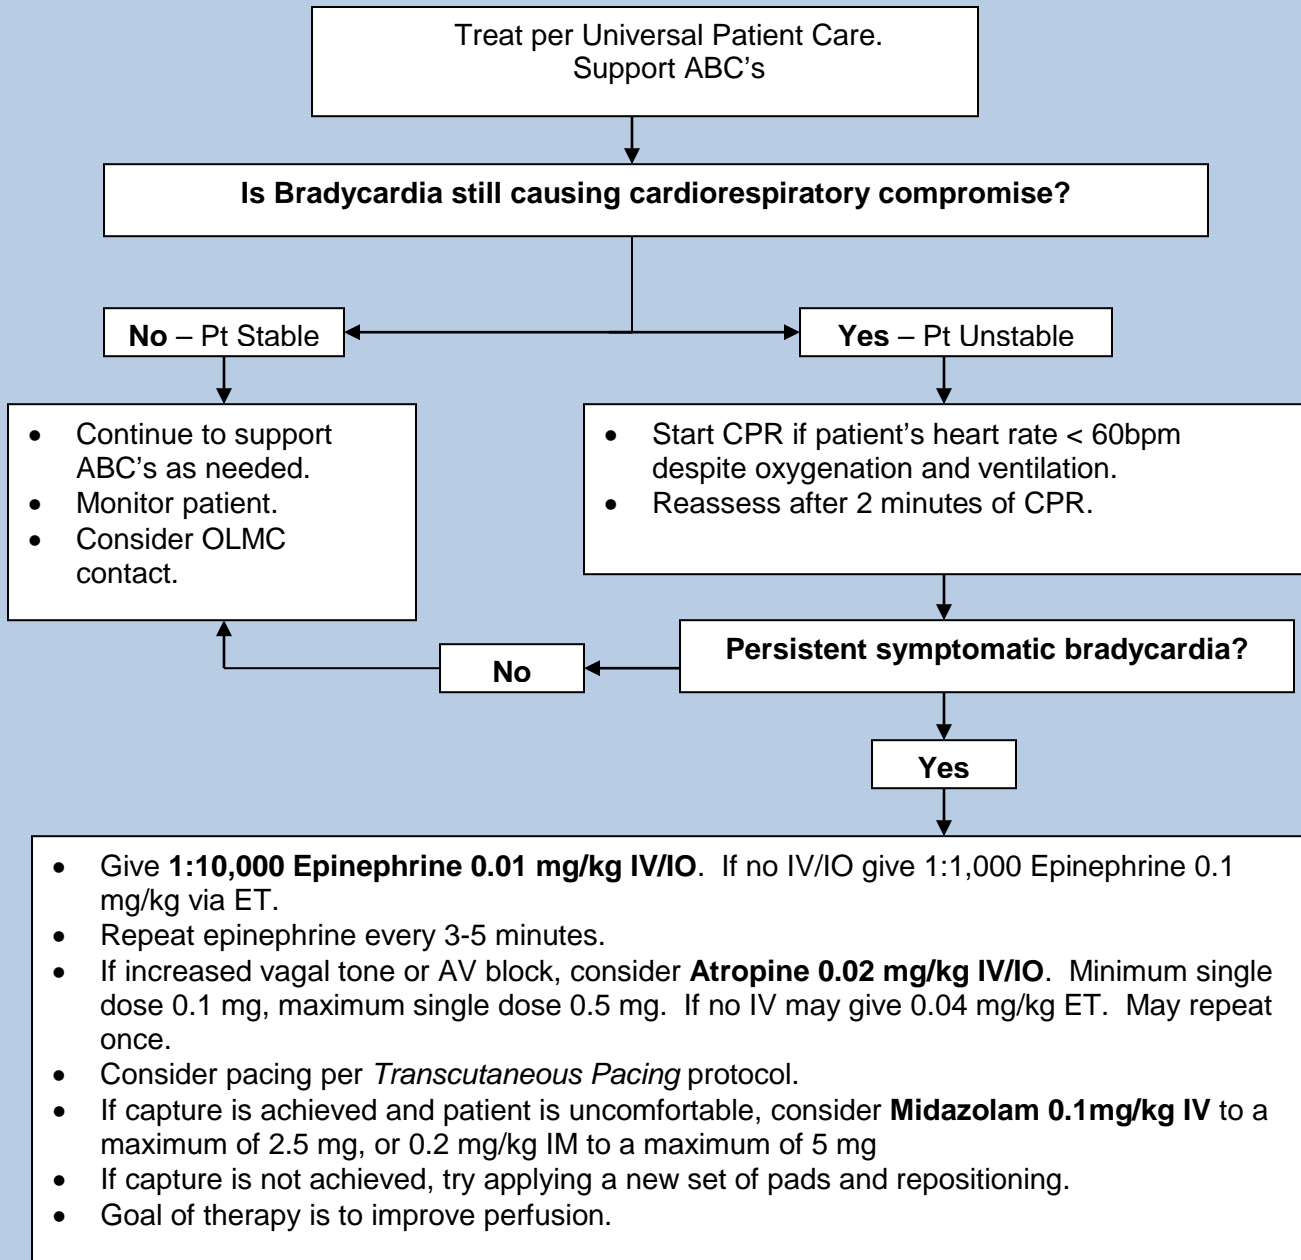 Treat per Universal Patient Care.
Support ABC’s
Is Bradycardia still causing cardiorespiratory compromise?
No – Pt Stable
Yes – Pt Unstable
• Continue to support
ABC’s as needed.
• Monitor patient.
• Consider OLMC
contact.
• Start CPR if patient’s heart rate < 60bpm
despite oxygenation and ventilation.
• Reassess after 2 minutes of CPR.
Persistent symptomatic bradycardia?
No
Yes
• Give 1:10,000 Epinephrine 0.01 mg/kg IV/IO.  If no IV/IO give 1:1,000 Epinephrine 0.1
mg/kg via ET.
• Repeat epinephrine every 3-5 minutes.
• If increased vagal tone or AV block, consider Atropine 0.02 mg/kg IV/IO.  Minimum single
dose 0.1 mg, maximum single dose 0.5 mg.  If no IV may give 0.04 mg/kg ET.  May repeat
once.
• Consider pacing per Transcutaneous Pacing protocol.
• If capture is achieved and patient is uncomfortable, consider Midazolam 0.1mg/kg IV to a
maximum of 2.5 mg, or 0.2 mg/kg IM to a maximum of 5 mg
• If capture is not achieved, try applying a new set of pads and repositioning.
• Goal of therapy is to improve perfusion.